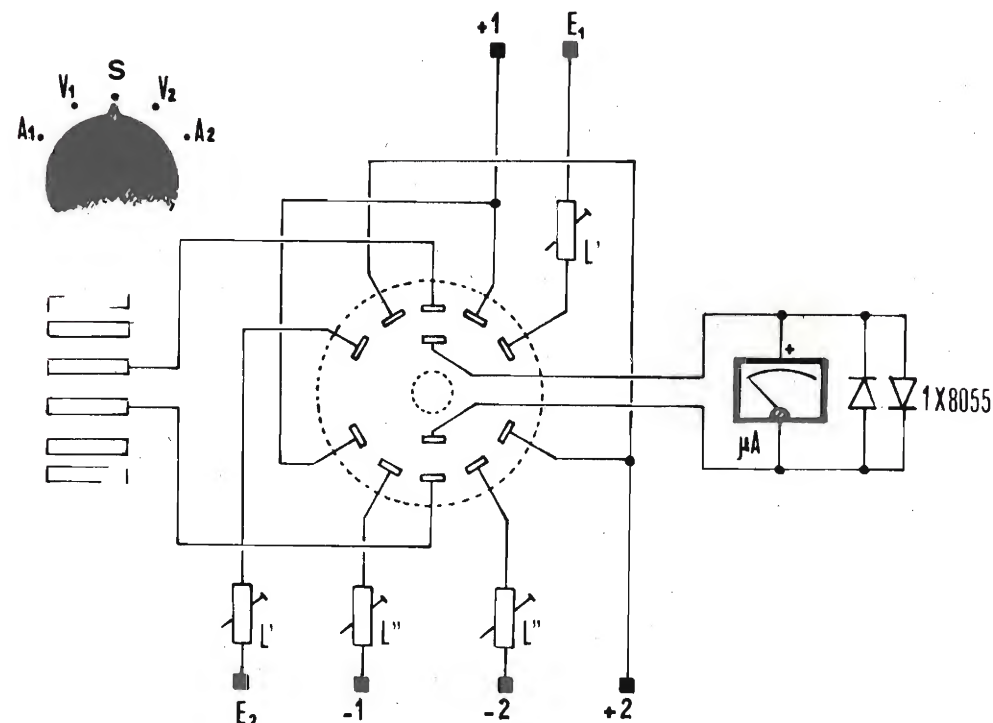 +1 E₁
S
V₁ V₂
A₁ A₂
L'
+
1X8055
µA
L' L" L"
E₂ -1 -2 +2